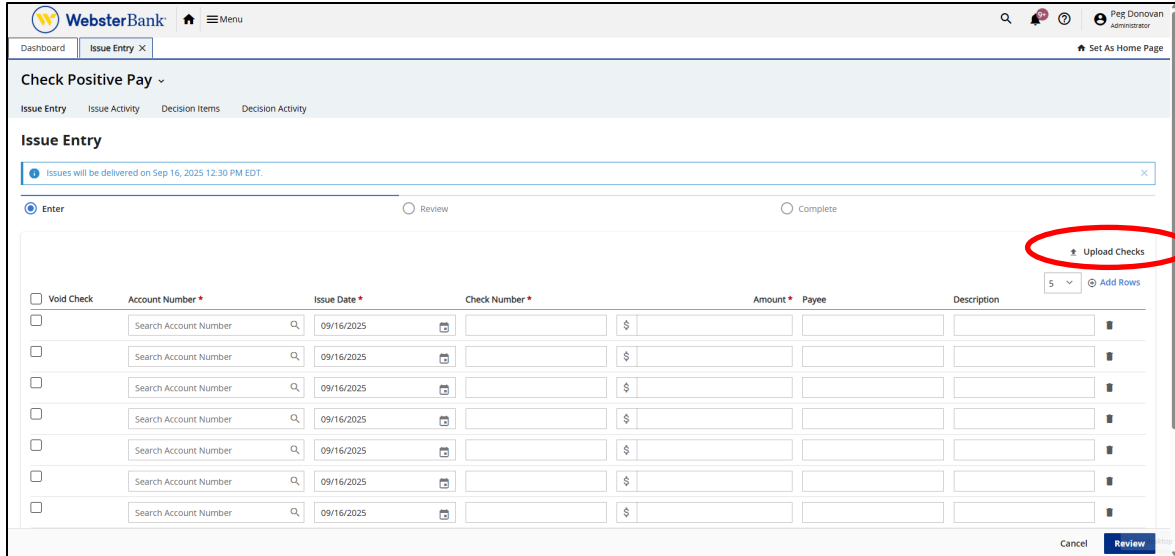 WebsterBank Menu 9+ Peg Donovan
Administrator
Dashboard Issue Entry Set As Home Page
Check Positive Pay
Issue Entry Issue Activity Decision Items Decision Activity
Issue Entry
Issues will be delivered on Sep 16, 2025 12:30 PM EDT.
Enter Review Complete
Upload Checks
5 Add Rows
Void Check Account Number * Issue Date * Check Number * Amount * Payee Description
Search Account Number 09/16/2025 $
Search Account Number 09/16/2025 $
Search Account Number 09/16/2025 $
Search Account Number 09/16/2025 $
Search Account Number 09/16/2025 $
Search Account Number 09/16/2025 $
Search Account Number 09/16/2025 $
Cancel Review